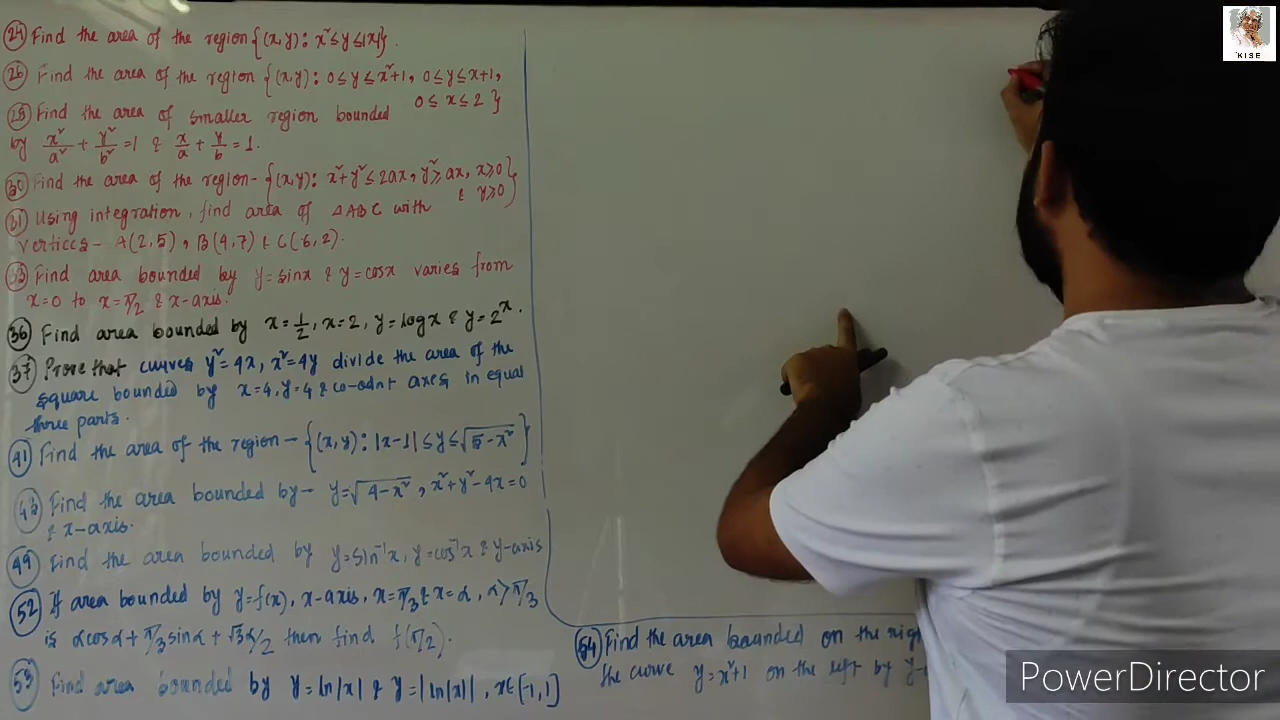 24 Find the area of the region {(x,y): x² ≤ y ≤ |x|}.
26 Find the area of the region {(x,y): 0 ≤ y ≤ x²+1, 0 ≤ y ≤ x+1,
0 ≤ x ≤ 2 }
28 Find the area of smaller region bounded
by x²/a² + y²/b² = 1 & x/a + y/b = 1.
30 Find the area of the region - {(x,y): x²+y² ≤ 2ax, y² ≥ ax, x ≥ 0
& y ≥ 0}
31 Using integration, find area of △ABC with
vertices - A(2,5), B(4,7) & C(6,2).
33 Find area bounded by y = sinx & y = cosx varies from
x=0 to x=π/2 & x-axis.
36 Find area bounded by x = 1/2, x=2, y=logx & y=2ˣ.
37 Prove that curves y²=4x, x²=4y divide the area of the
square bounded by x=4, y=4 & co-odnt axes in equal
three parts.
41 Find the area of the region - {(x,y): |x-1| ≤ y ≤ √(5-x²)}
Find the area bounded by - y=√(4-x²), x²+y²-4x=0
& x-axis.
49 Find the area bounded by y=sin⁻¹x, y=cos⁻¹x & y-axis
52 If area bounded by y=f(x), x-axis, x=π/3 & x=α, α>π/3
is αcosα + π/3 sinα + √3α/2 then find f(π/2).
53 Find area bounded by y=ln|x| & y=|ln|x||, x∈[-1,1]
54 Find the area bounded on the
the curve y=x²+1 on the left by
KISE
PowerDirector